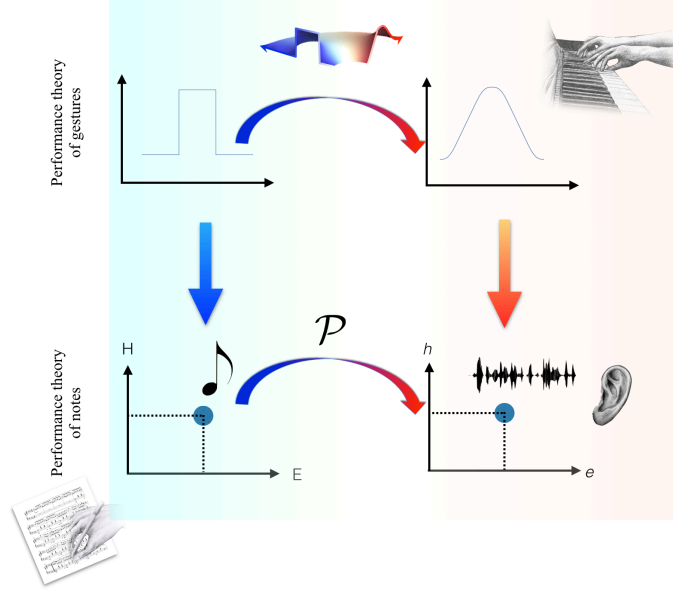 Performance theory
of gestures
𝒫
H
h
Performance theory
of notes
E
e